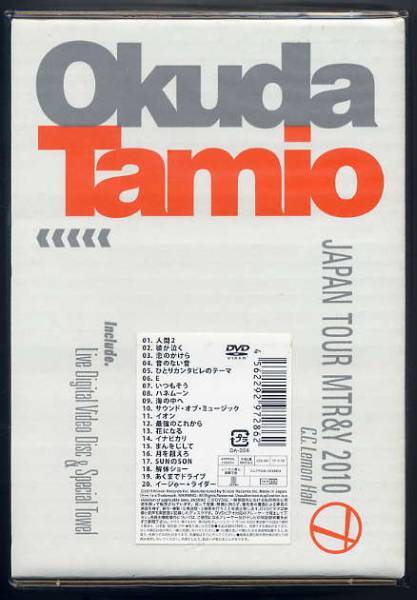 Okuda
Tamio
<<<<<
JAPAN TOUR MTR&Y 2010
C.C. Lemon Hall
Include.
Live Digital Video Disc & Special Towel
01. 人間2
02. 彼が泣く
03. 恋のかけら
04. 音のない音
05. ひとりカンタビレのテーマ
06. E
07. いつもそう
08. ハネムーン
09. 海の中へ
10. サウンド・オブ・ミュージック
11. イオン
12. 最強のこれから
13. 花になる
14. イナビカリ
15. まんをじして
16. 月を超えろ
17. SUNのSON
18. 解体ショー
19. あくまでドライブ
20. イージュー★ライダー
DVD
VIDEO
4562292972862